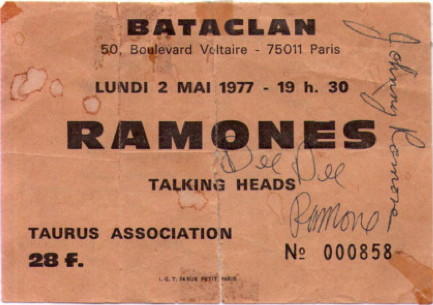 BATACLAN
50, Boulevard Voltaire - 75011 Paris
LUNDI 2 MAI 1977 - 19 h. 30
RAMONES
TALKING HEADS
Dee Dee
Ramone
Johnny Ramone
TAURUS ASSOCIATION
28 F.
Nº 000858
PARIS